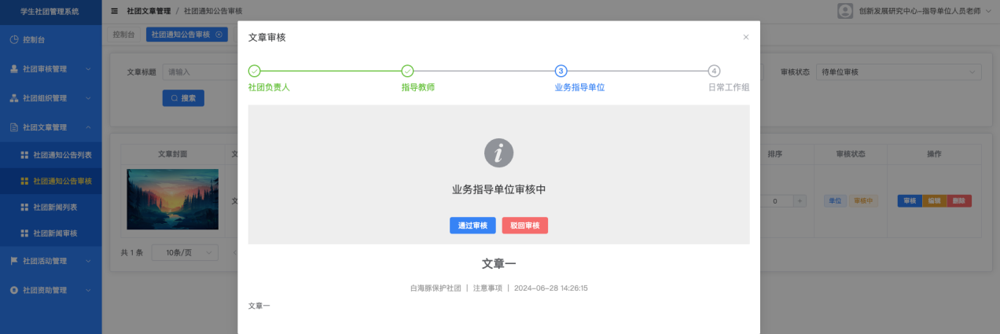 学生社团管理系统
社团文章管理 / 社团通知公告审核
创新发展研究中心-指导单位人员老师
控制台
社团审核管理
社团组织管理
社团文章管理
社团通知公告列表
社团通知公告审核
社团新闻列表
社团新闻审核
社团活动管理
社团资助管理
控制台
社团通知公告审核
文章标题
请输入
搜索
审核状态
待单位审核
文章封面
文
排序
审核状态
操作
文
0 +
单位 审核中
审核 编辑 删除
共 1 条
10条/页
文章审核
3
4
社团负责人
指导教师
业务指导单位
日常工作组
业务指导单位审核中
通过审核
驳回审核
文章一
白海豚保护社团 | 注意事项 | 2024-06-28 14:26:15
文章一